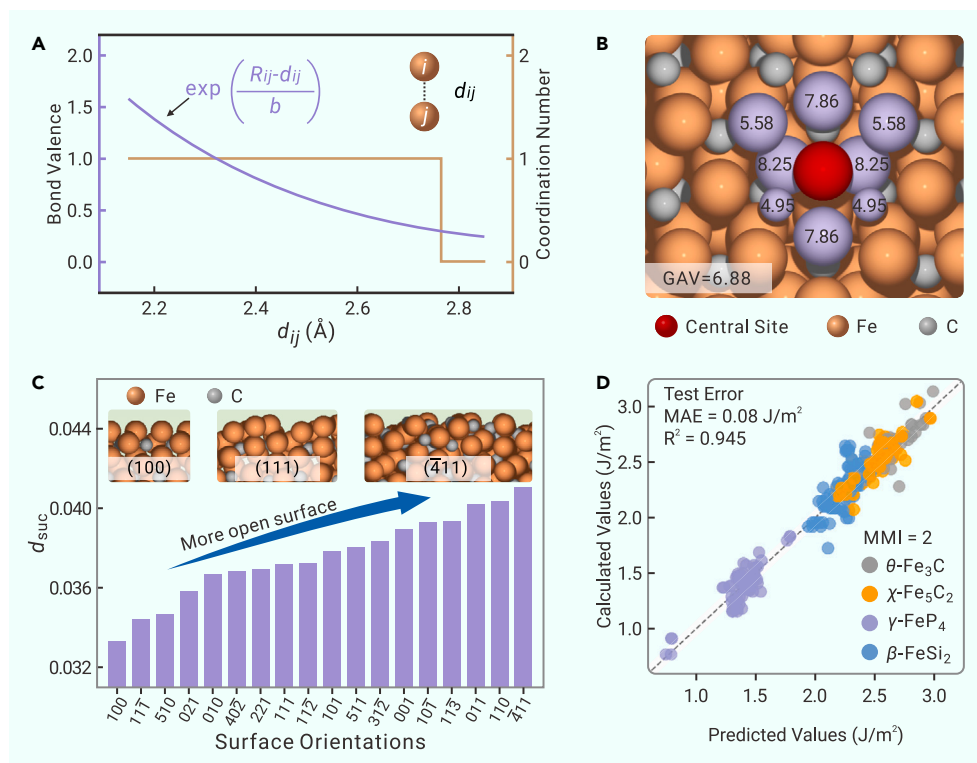 A
2.0
1.5
1.0
0.5
0.0
Bond Valence
exp (Rij-dij / b)
i
j
dij
2
1
0
Coordination Number
2.2 2.4 2.6 2.8
dij (Å)
B
7.86
5.58 5.58
8.25 8.25
4.95 4.95
7.86
GAV=6.88
Central Site Fe C
C
Fe C
(100) (111) (4̅11)
More open surface
0.044
0.040
0.036
0.032
dsuc
100 111̅ 510 021 010 402̅ 221 111 112̅ 101 511 312̅ 001 101̅ 113̅ 011 110 4̅11
Surface Orientations
D
Test Error
MAE = 0.08 J/m²
R² = 0.945
3.0
2.5
2.0
1.5
1.0
Calculated Values (J/m²)
MMI = 2
θ-Fe₃C
χ-Fe₅C₂
γ-FeP₄
β-FeSi₂
1.0 1.5 2.0 2.5 3.0
Predicted Values (J/m²)